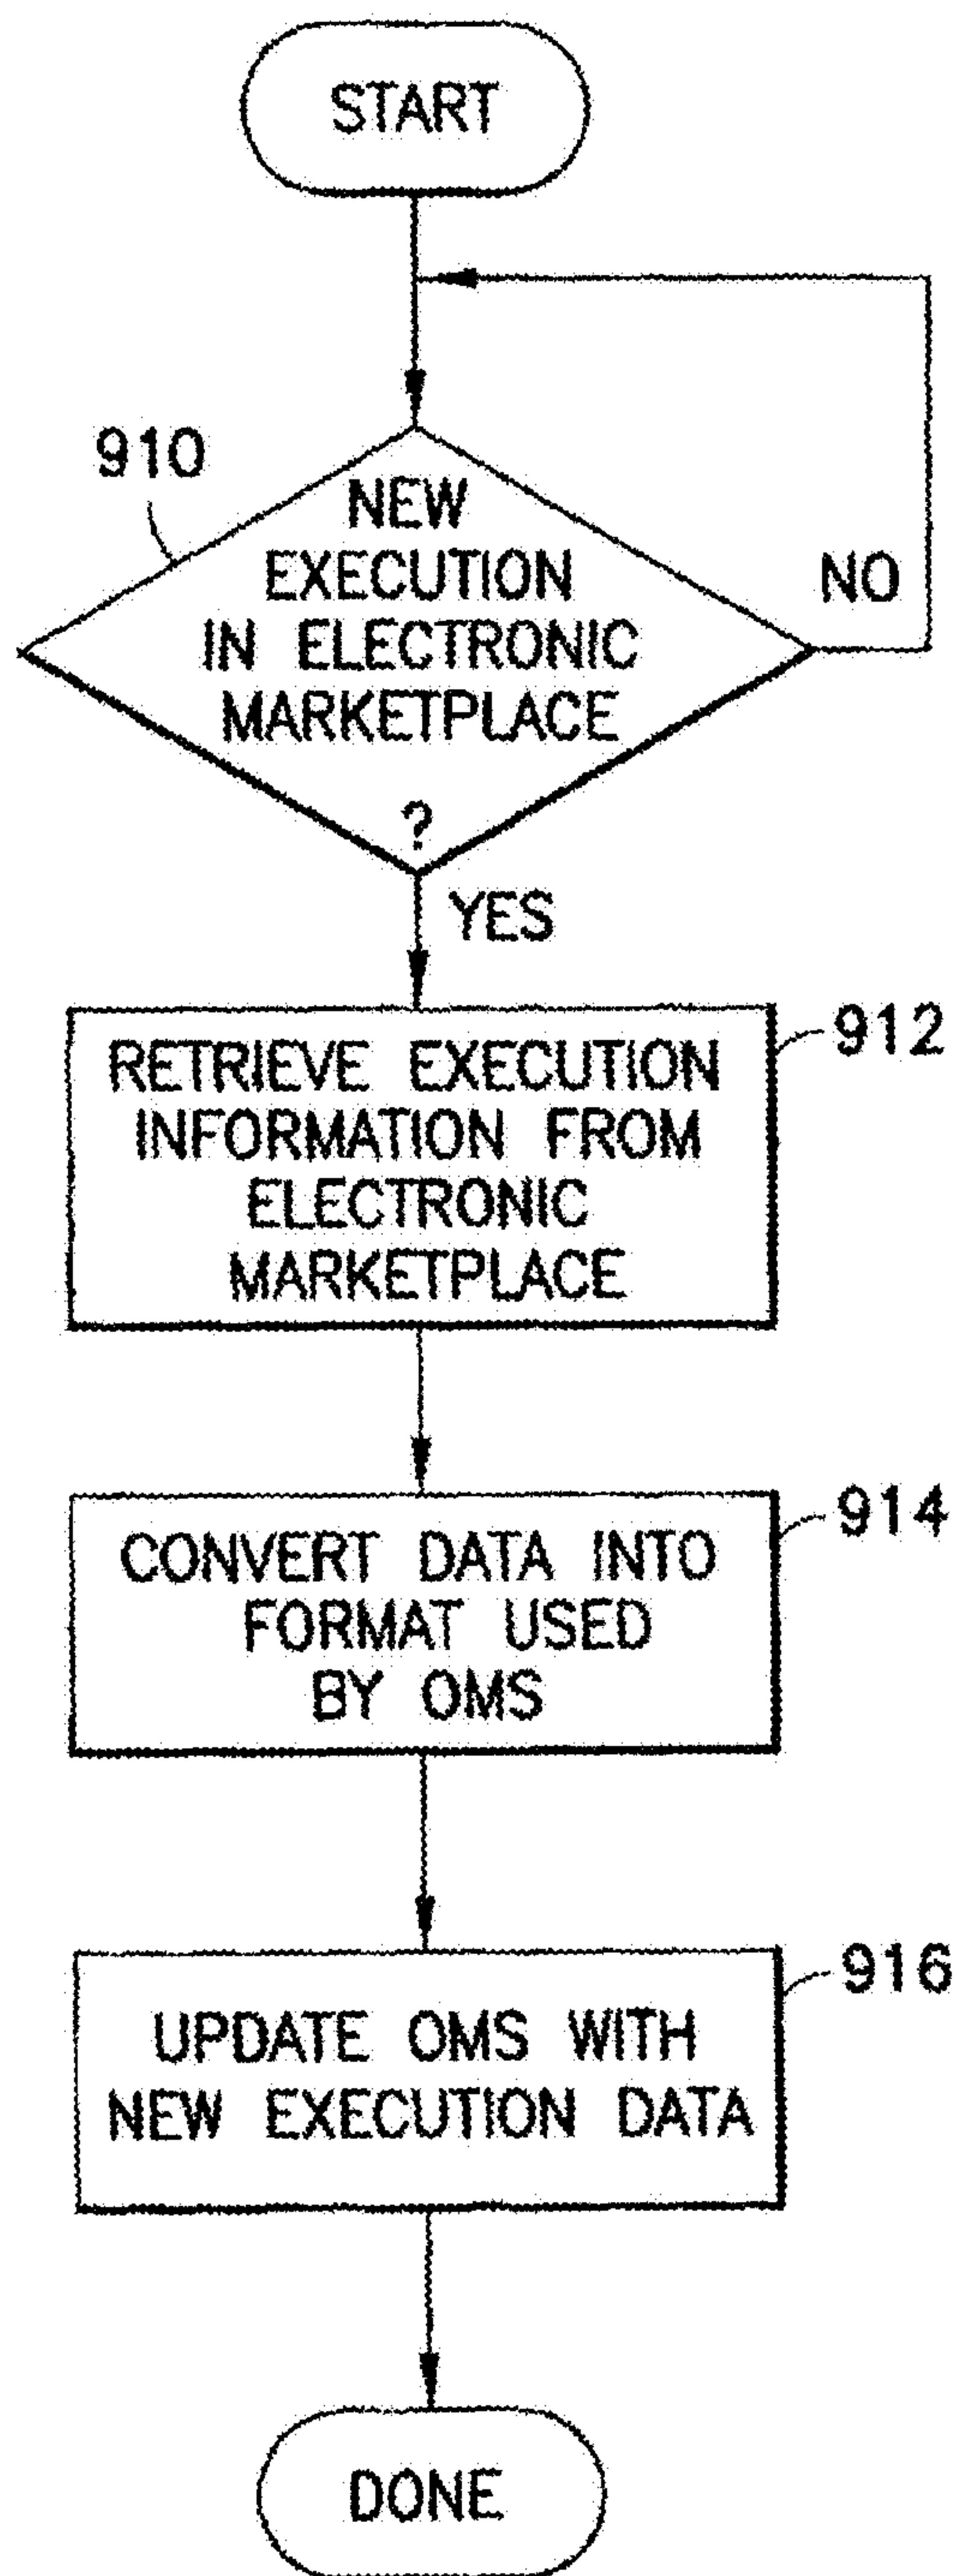 START
910
NEW
EXECUTION
IN ELECTRONIC
MARKETPLACE
?
NO
YES
912
RETRIEVE EXECUTION
INFORMATION FROM
ELECTRONIC
MARKETPLACE
914
CONVERT DATA INTO
FORMAT USED
BY OMS
916
UPDATE OMS WITH
NEW EXECUTION DATA
DONE